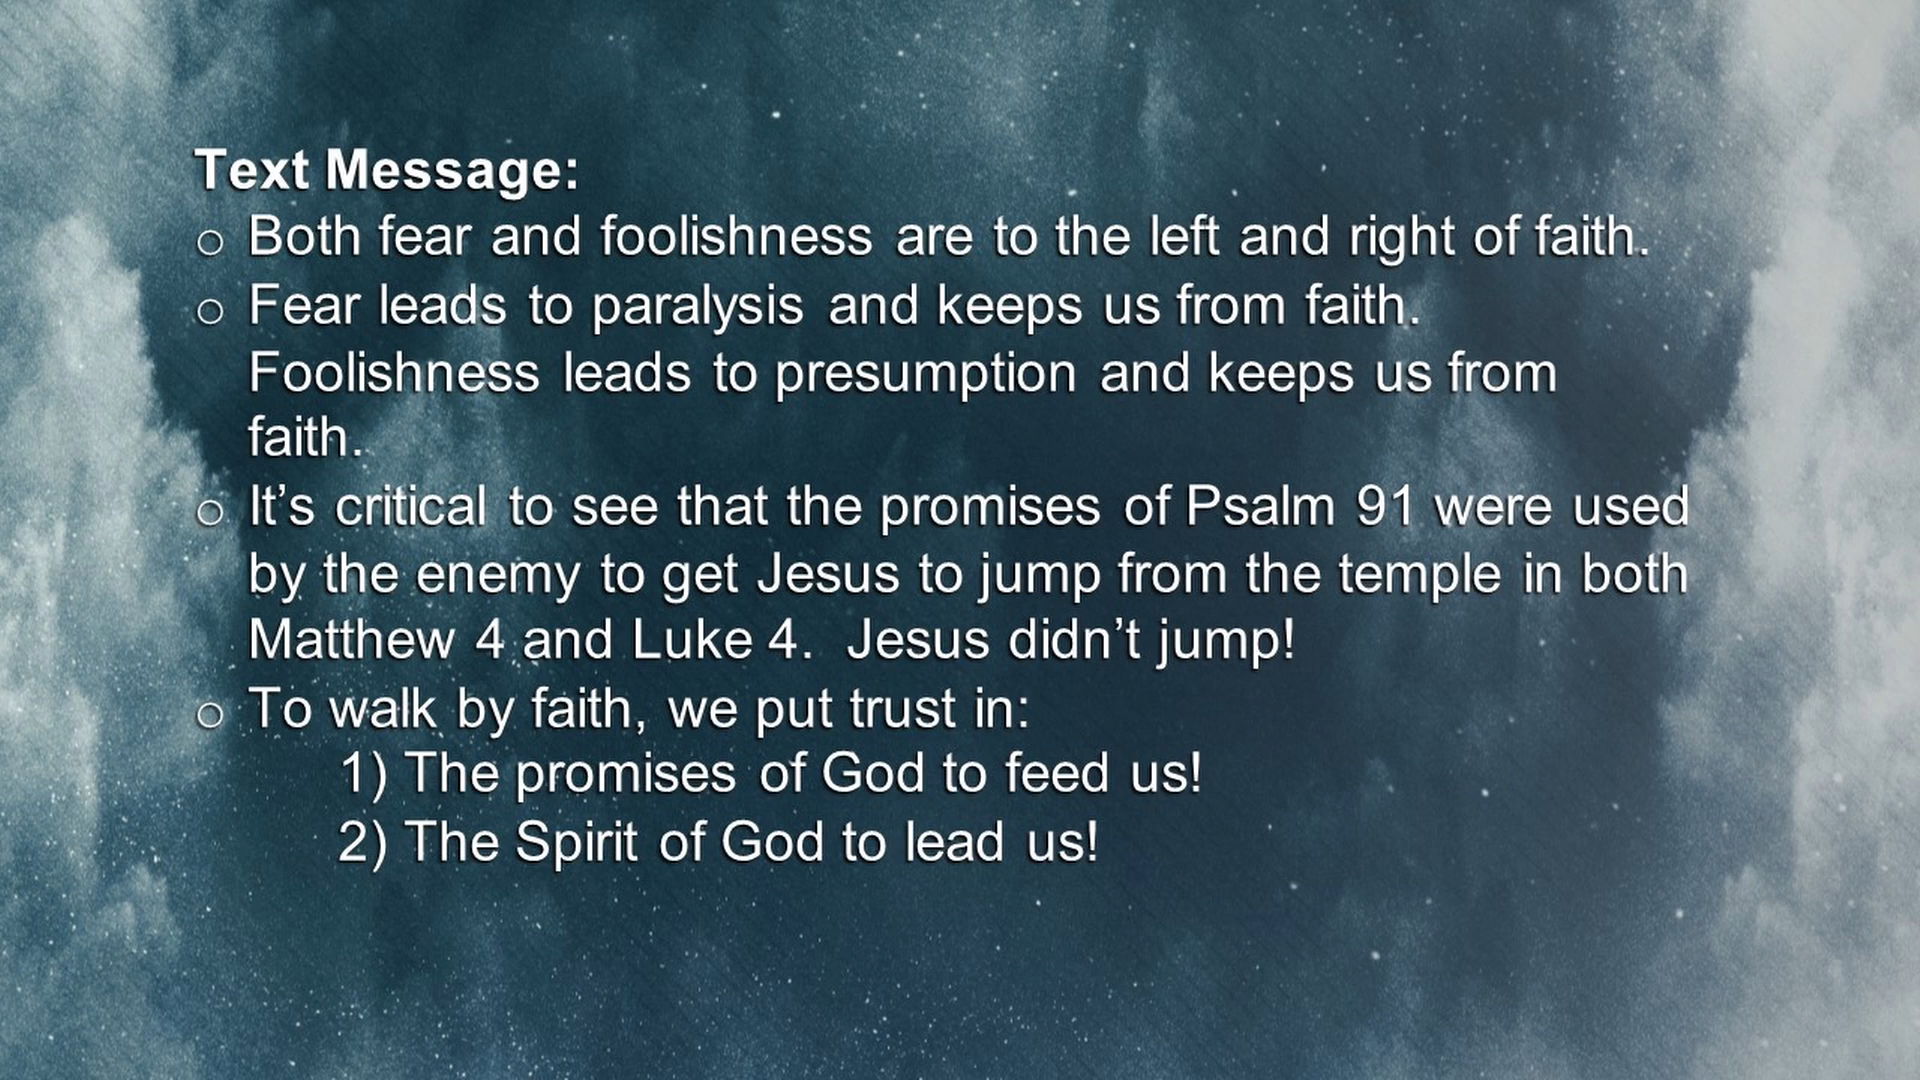 Text Message:
o Both fear and foolishness are to the left and right of faith.
o Fear leads to paralysis and keeps us from faith.
Foolishness leads to presumption and keeps us from
faith.
o It’s critical to see that the promises of Psalm 91 were used
by the enemy to get Jesus to jump from the temple in both
Matthew 4 and Luke 4.  Jesus didn’t jump!
o To walk by faith, we put trust in:
1) The promises of God to feed us!
2) The Spirit of God to lead us!